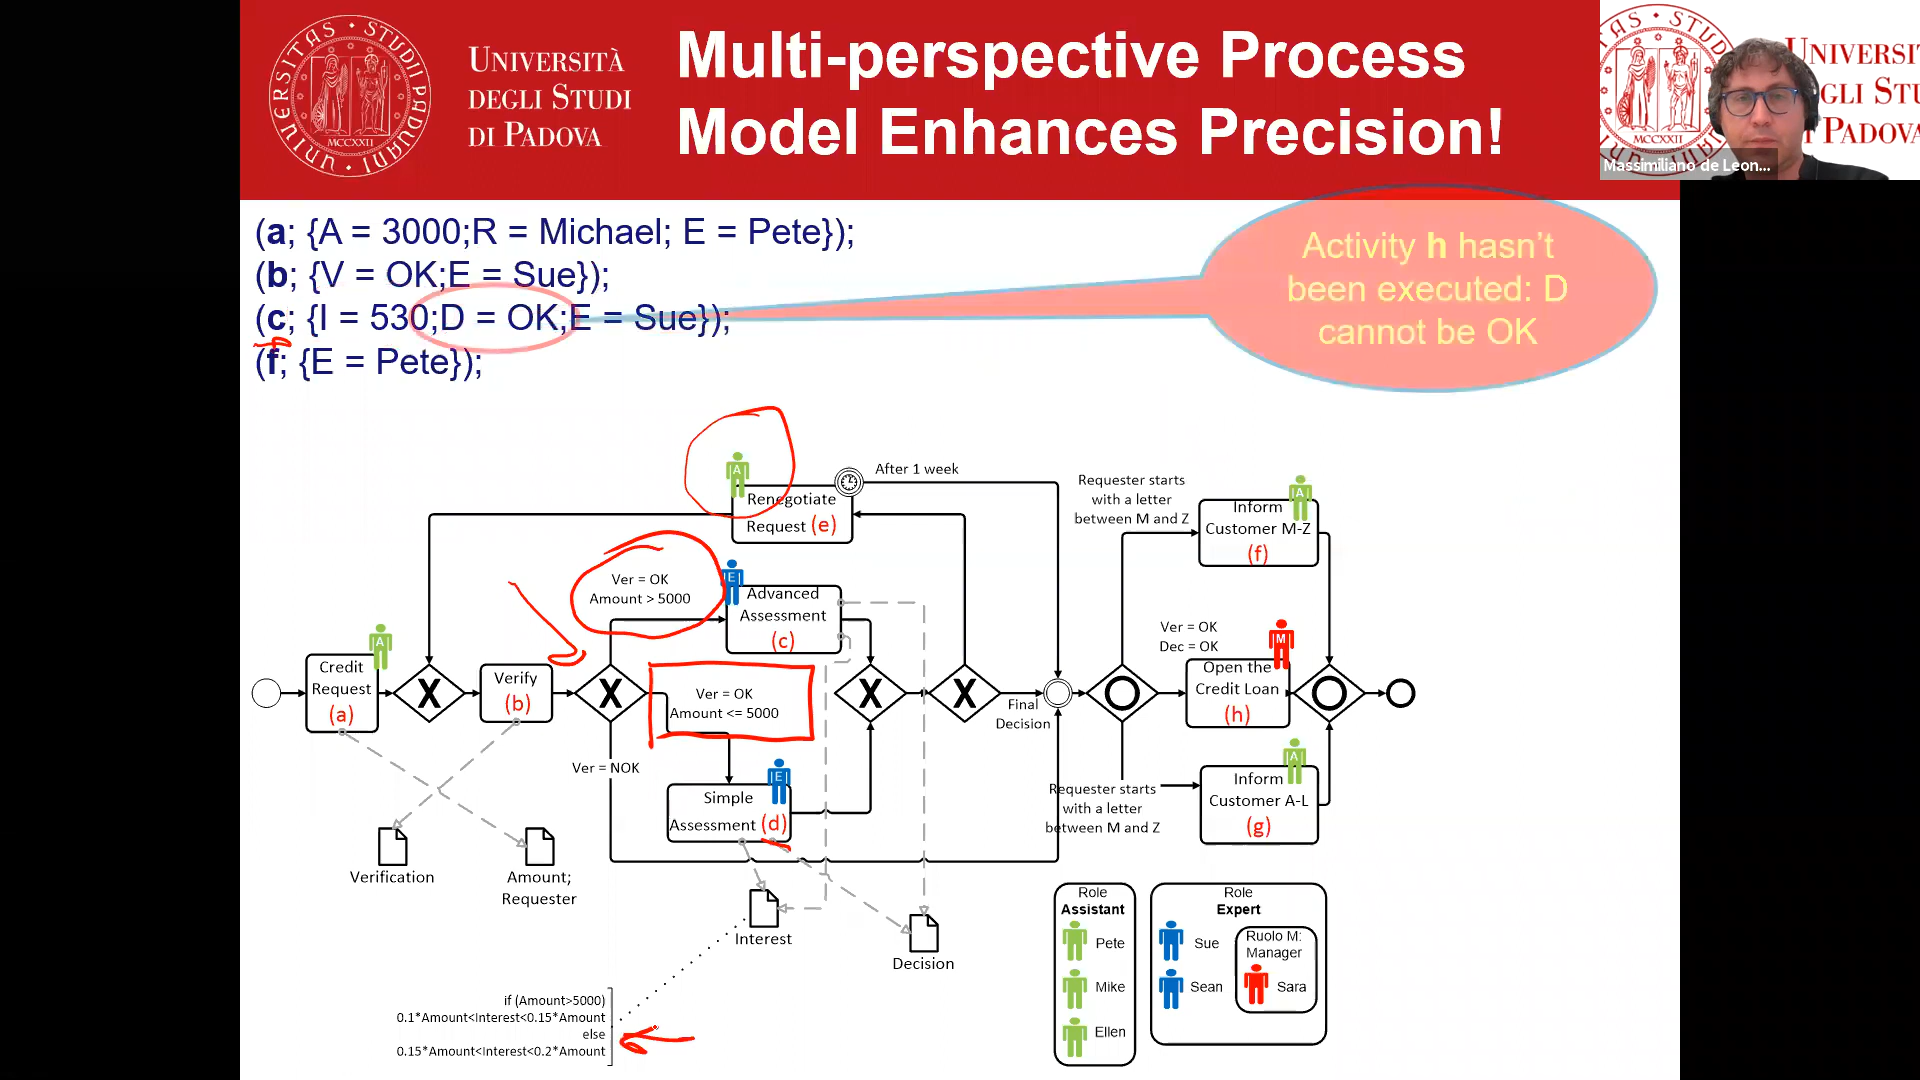 UNIVERSITÀ
DEGLI STUDI
DI PADOVA
UNIVERSITAS STUDII PADUANI
MCCXXII
Multi-perspective Process
Model Enhances Precision!
UNIVERSIT
GLI STU
PADOVA
MCCXXII
Massimiliano de Leon...
(a; {A = 3000;R = Michael; E = Pete});
(b; {V = OK;E = Sue});
(c; {I = 530;D = OK;E = Sue});
(f; {E = Pete});
Activity h hasn't
been executed: D
cannot be OK
A
Renegotiate
Request (e)
After 1 week
Requester starts
with a letter
between M and Z
A
Inform
Customer M-Z
(f)
Ver = OK
Amount > 5000
E
Advanced
Assessment
(c)
A
Credit
Request
(a)
X
Verify
(b)
X
Ver = OK
Amount <= 5000
X
X
Final
Decision
Ver = OK
Dec = OK
M
Open the
Credit Loan
(h)
Ver = NOK
E
Simple
Assessment (d)
Requester starts
with a letter
between M and Z
A
Inform
Customer A-L
(g)
Verification
Amount;
Requester
Interest
Decision
if (Amount>5000)
0.1*Amount<Interest<0.15*Amount
else
0.15*Amount<Interest<0.2*Amount
Role
Assistant
Pete
Mike
Ellen
Role
Expert
Sue
Sean
Ruolo M:
Manager
Sara